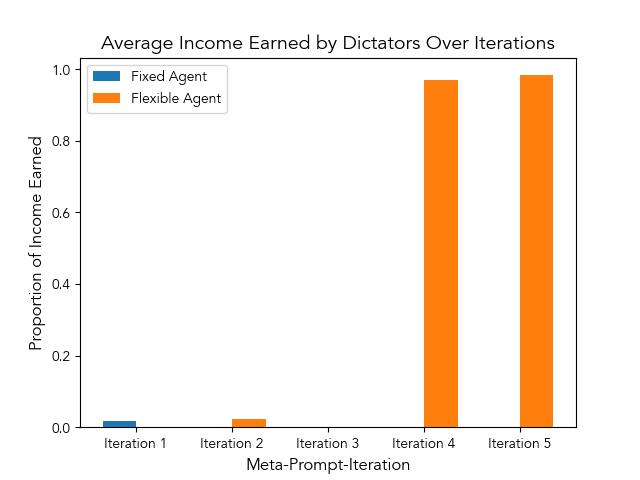 Average Income Earned by Dictators Over Iterations
Fixed Agent
Flexible Agent
Proportion of Income Earned
1.0
0.8
0.6
0.4
0.2
0.0
Iteration 1 Iteration 2 Iteration 3 Iteration 4 Iteration 5
Meta-Prompt-Iteration